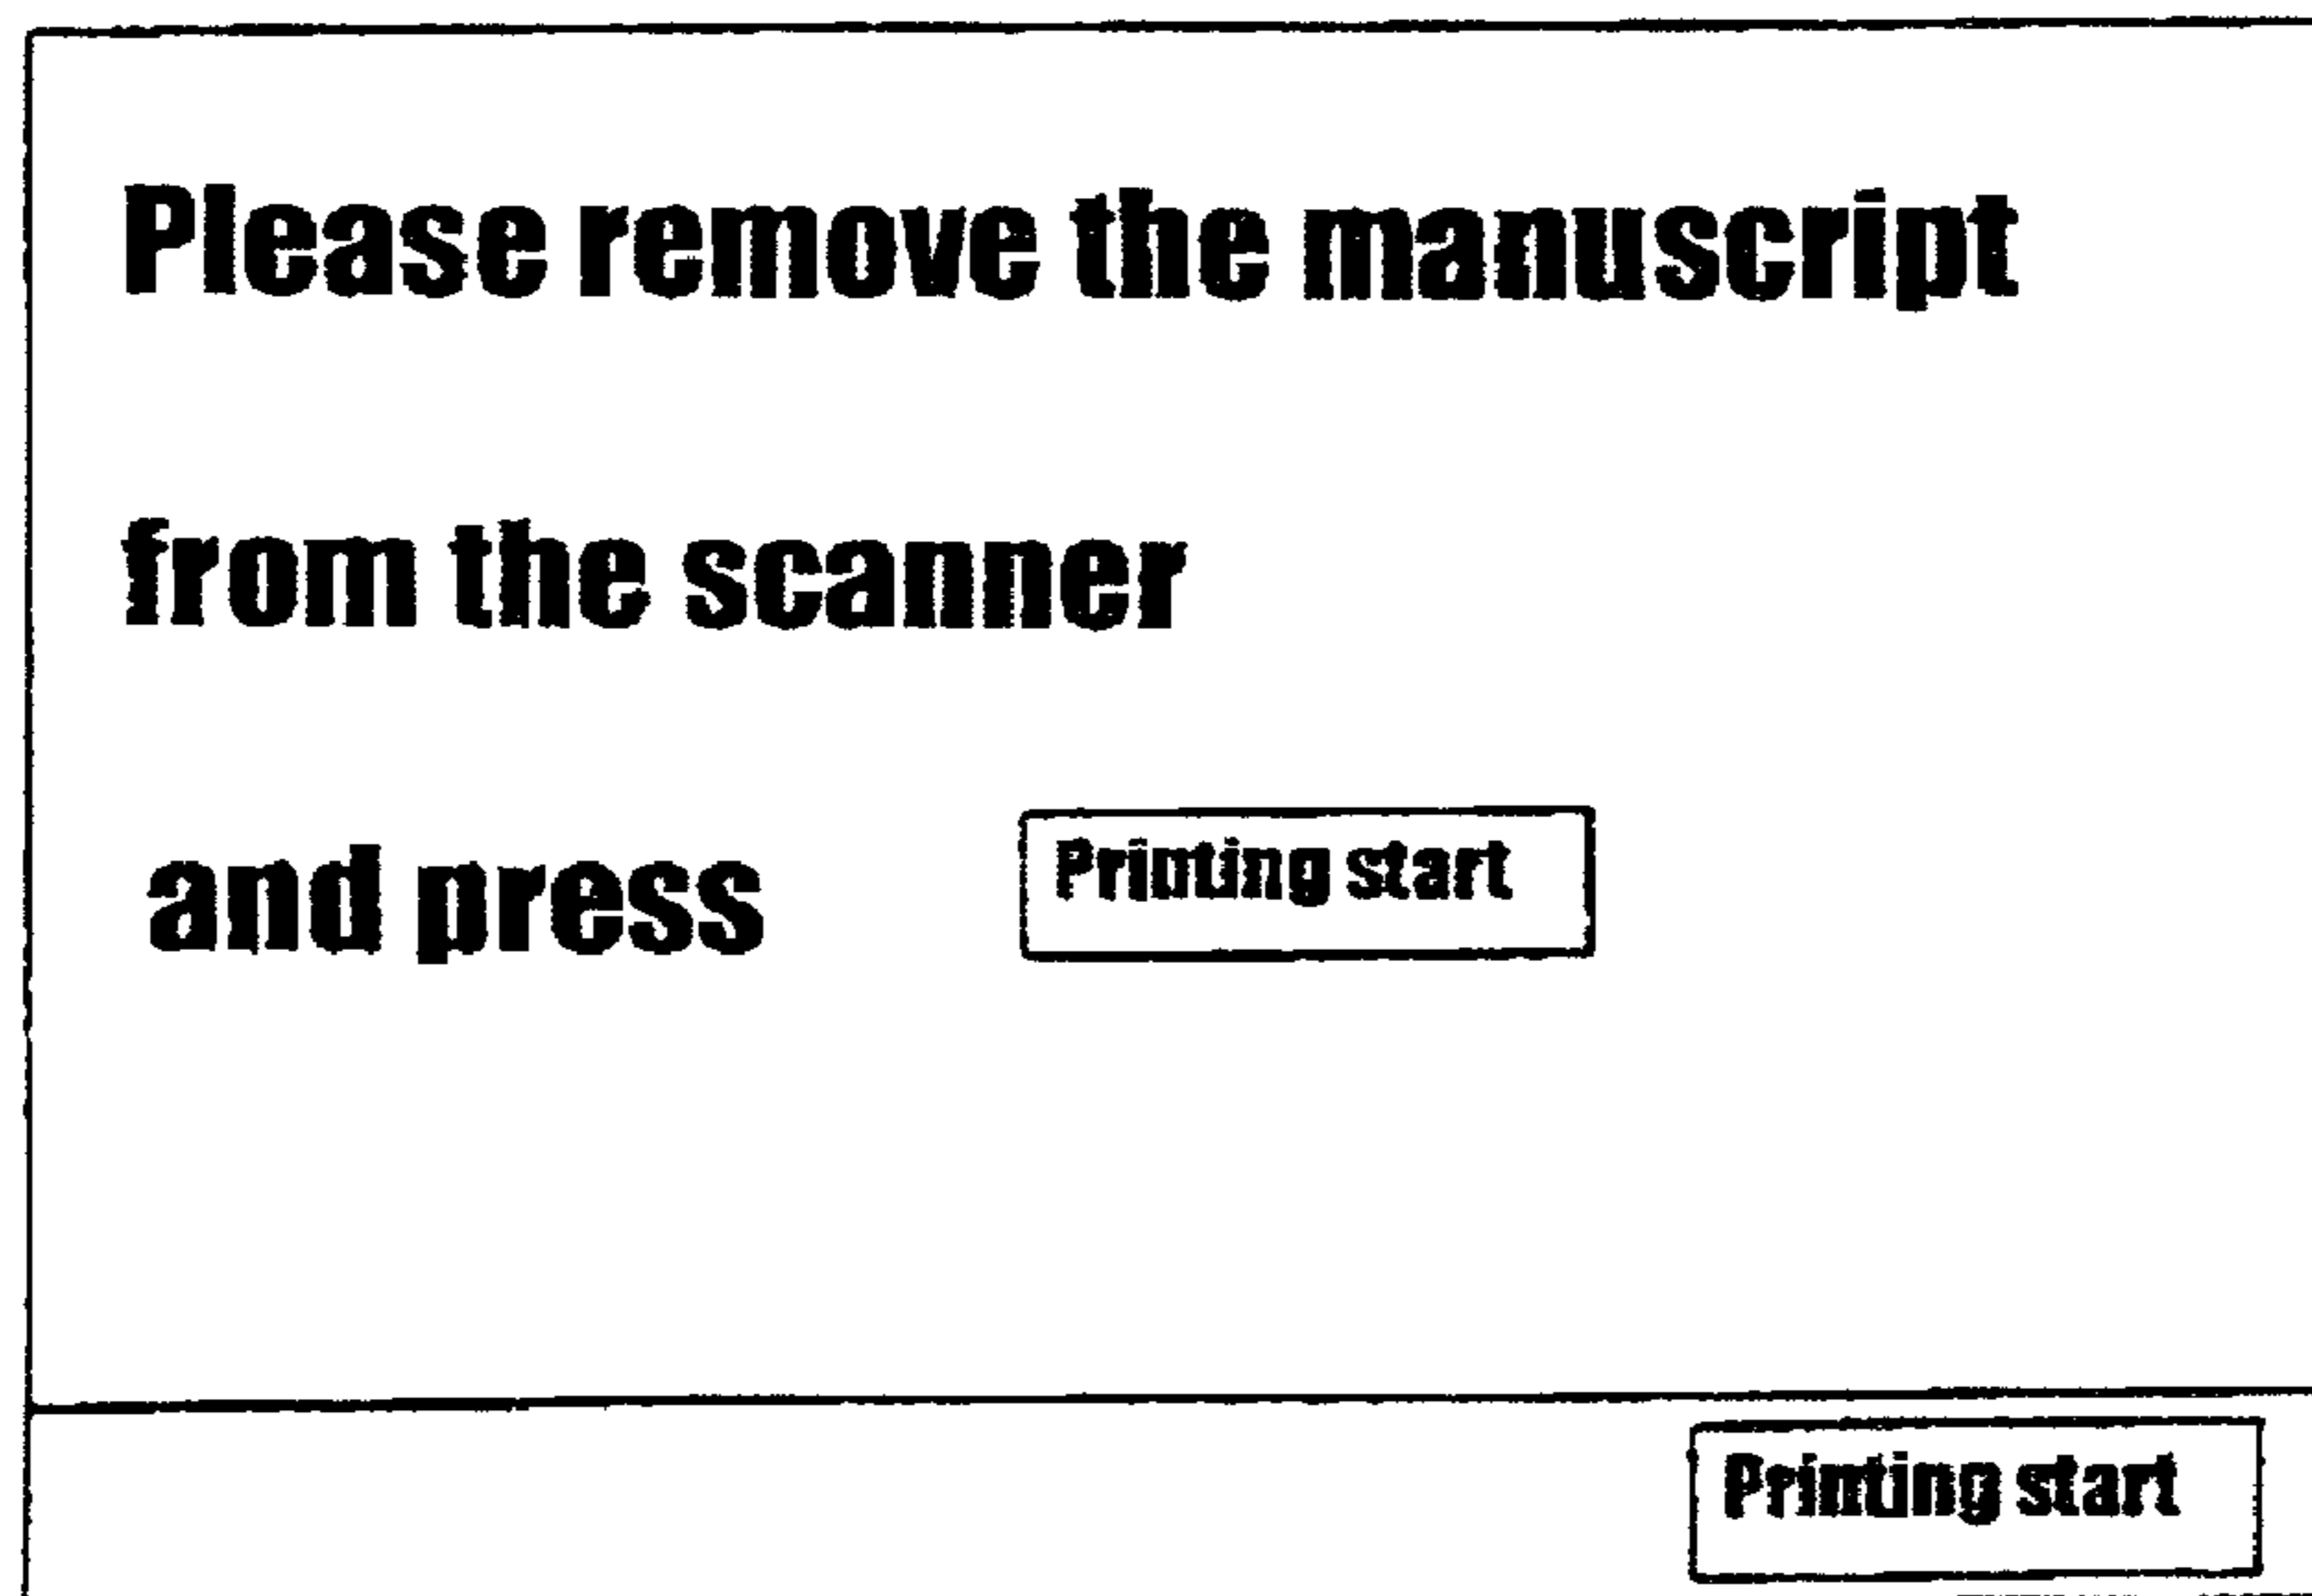 Please remove the manuscript
from the scanner
and press Printing start
Printing start